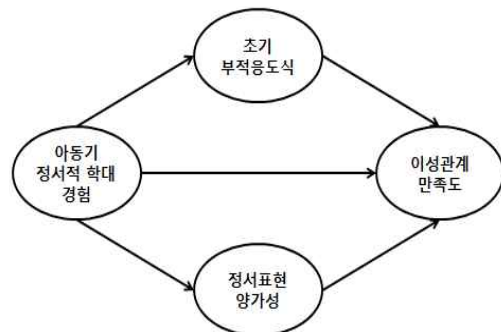 초기
부적응도식
아동기
정서적 학대
경험
이성관계
만족도
정서표현
양가성